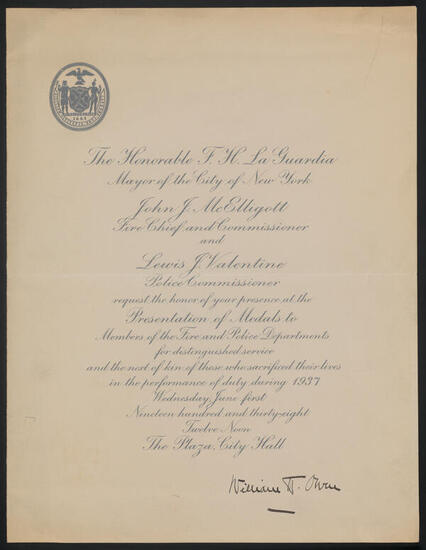 The Honorable F. H. La Guardia
Mayor of the City of New York
John J. McElligott
Fire Chief and Commissioner
and
Lewis J. Valentine
Police Commissioner
request the honor of your presence at the
Presentation of Medals to
Members of the Fire and Police Departments
for distinguished service
and the next of kin of those who sacrificed their lives
in the performance of duty during 1937
Wednesday, June first
Nineteen hundred and thirty-eight
Twelve Noon
The Plaza, City Hall
William